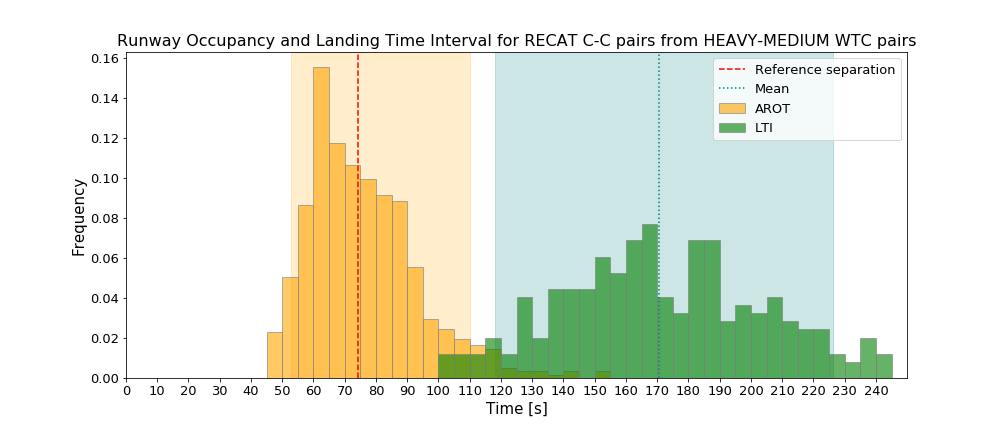 Runway Occupancy and Landing Time Interval for RECAT C-C pairs from HEAVY-MEDIUM WTC pairs
0.16
0.14
0.12
0.10
0.08
0.06
0.04
0.02
0.00
Frequency
Reference separation
Mean
AROT
LTI
0 10 20 30 40 50 60 70 80 90 100 110 120 130 140 150 160 170 180 190 200 210 220 230 240
Time [s]